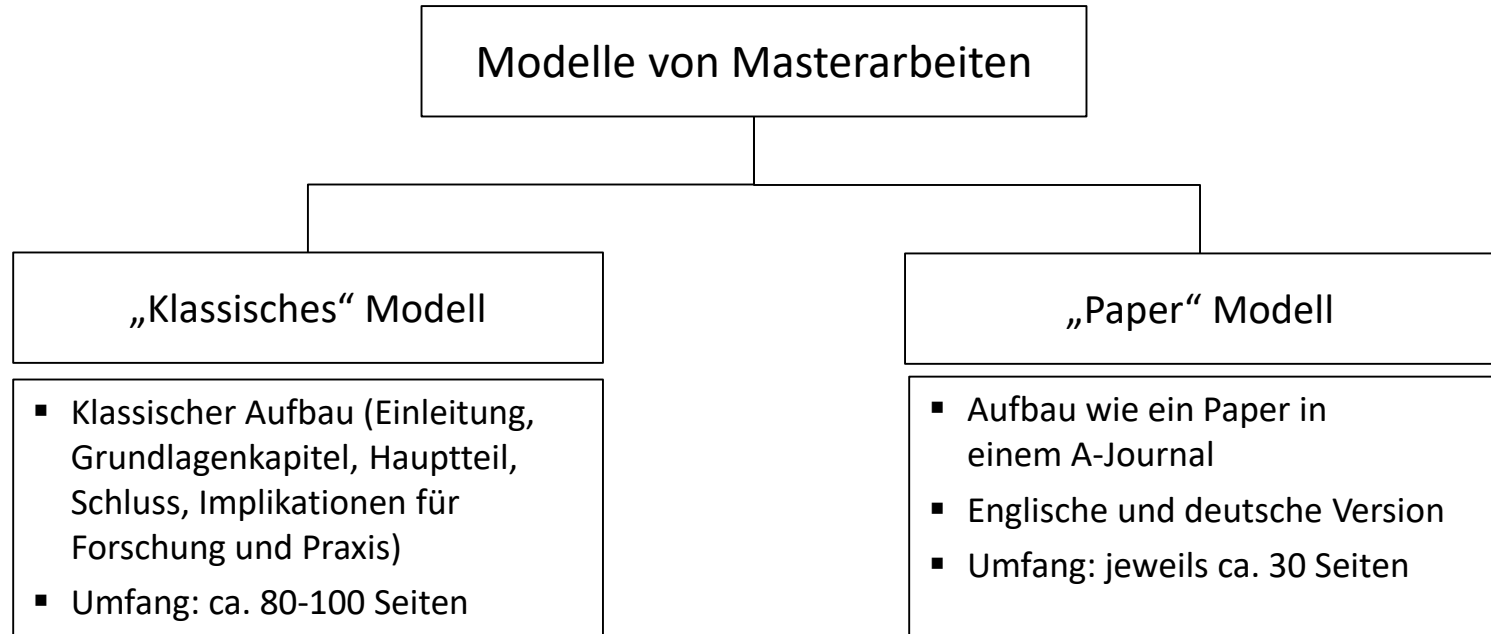 Modelle von Masterarbeiten
„Klassisches“ Modell
▪ Klassischer Aufbau (Einleitung,
Grundlagenkapitel, Hauptteil,
Schluss, Implikationen für
Forschung und Praxis)
▪ Umfang: ca. 80-100 Seiten
„Paper“ Modell
▪ Aufbau wie ein Paper in
einem A-Journal
▪ Englische und deutsche Version
▪ Umfang: jeweils ca. 30 Seiten